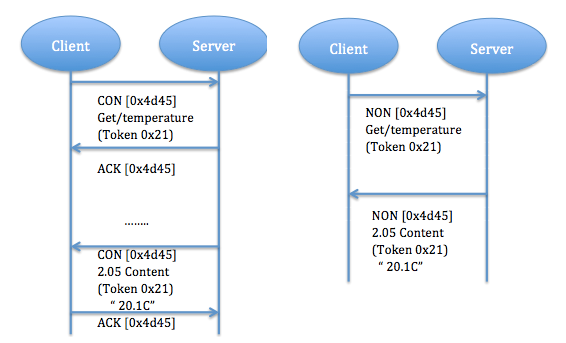 Client
Server
CON [0x4d45]
Get/temperature
(Token 0x21)
ACK [0x4d45]
........
CON [0x4d45]
2.05 Content
(Token 0x21)
“ 20.1C”
ACK [0x4d45]
Client
Server
NON [0x4d45]
Get/temperature
(Token 0x21)
NON [0x4d45]
2.05 Content
(Token 0x21)
“ 20.1C”